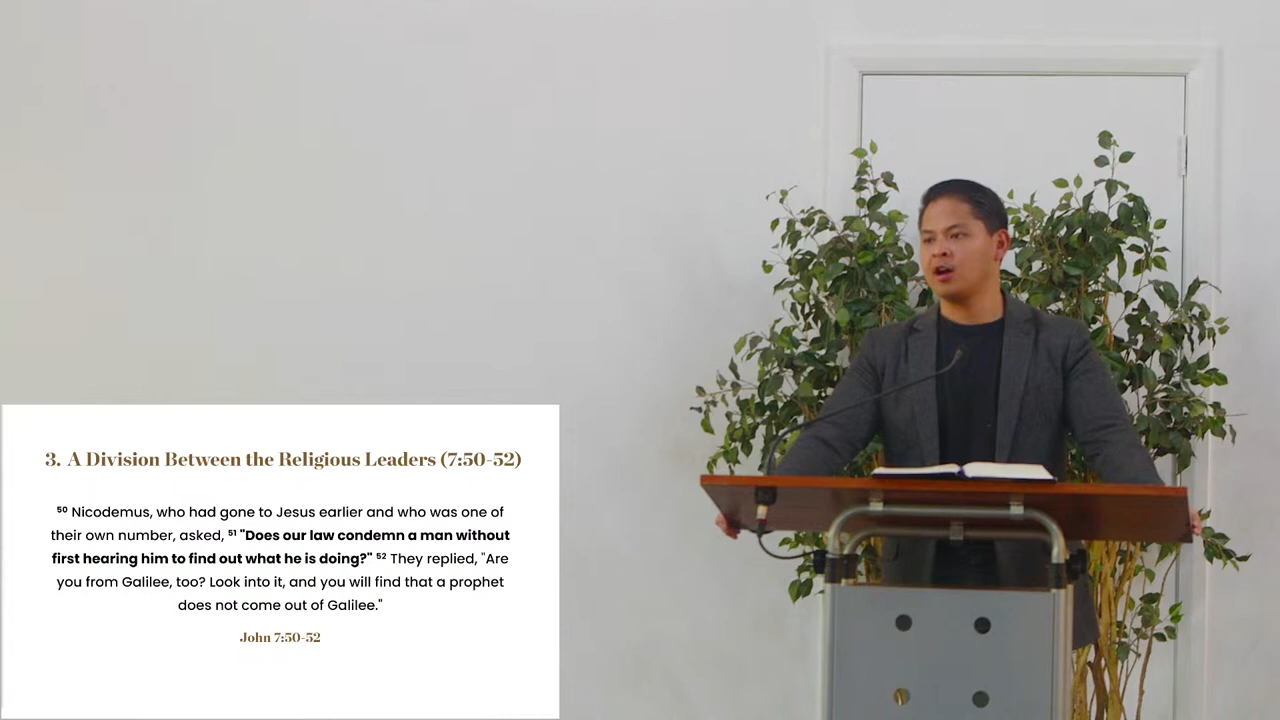 3. A Division Between the Religious Leaders (7:50-52)
⁵⁰ Nicodemus, who had gone to Jesus earlier and who was one of
their own number, asked, ⁵¹ "Does our law condemn a man without
first hearing him to find out what he is doing?" ⁵² They replied, "Are
you from Galilee, too? Look into it, and you will find that a prophet
does not come out of Galilee."
John 7:50-52